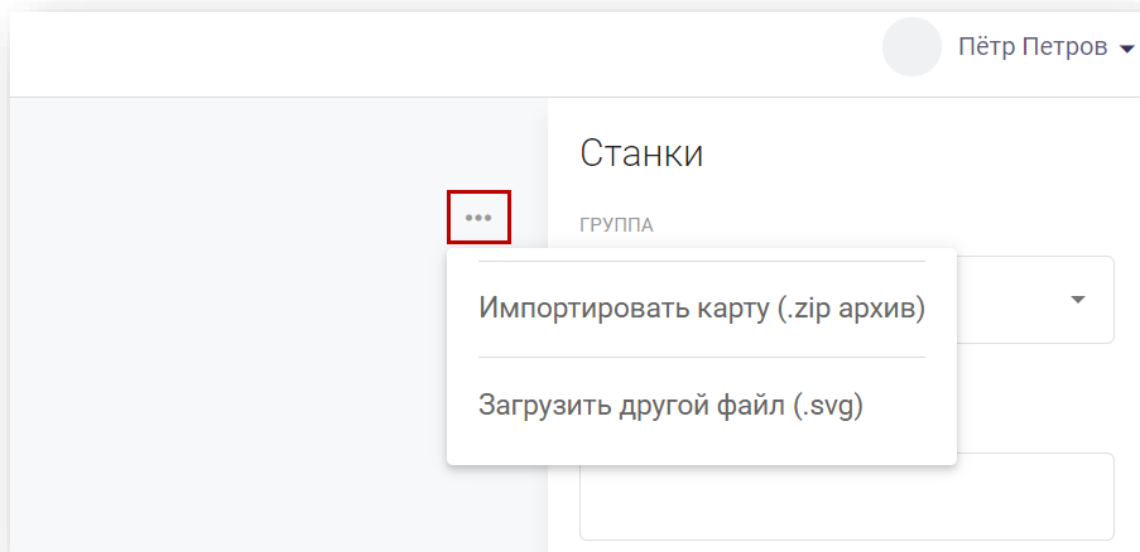 Пётр Петров
Станки
ГРУППА
Импортировать карту (.zip архив)
Загрузить другой файл (.svg)